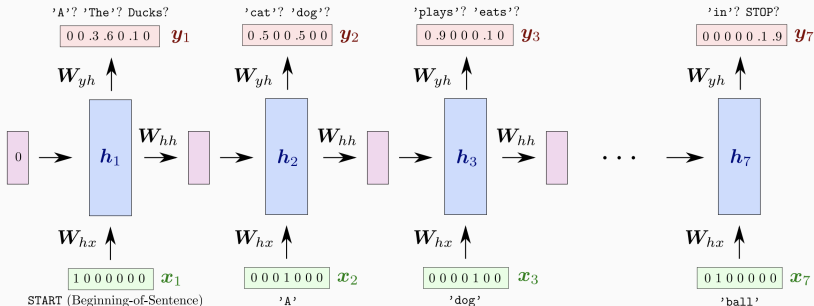 'A'? 'The'? Ducks? 'cat'? 'dog'? 'plays'? 'eats'? 'in'? STOP?
0 0 .3 .6 0 .1 0 y1 0 .5 0 0 .5 0 0 y2 0 .9 0 0 0 .1 0 y3 0 0 0 0 0 .1 .9 y7
Wyh Wyh Wyh Wyh
Whh Whh Whh
0 h1 h2 h3 . . . h7
Whx Whx Whx Whx
1 0 0 0 0 0 0 x1 0 0 0 1 0 0 0 x2 0 0 0 0 1 0 0 x3 0 1 0 0 0 0 0 x7
START (Beginning-of-Sentence) 'A' 'dog' 'ball'